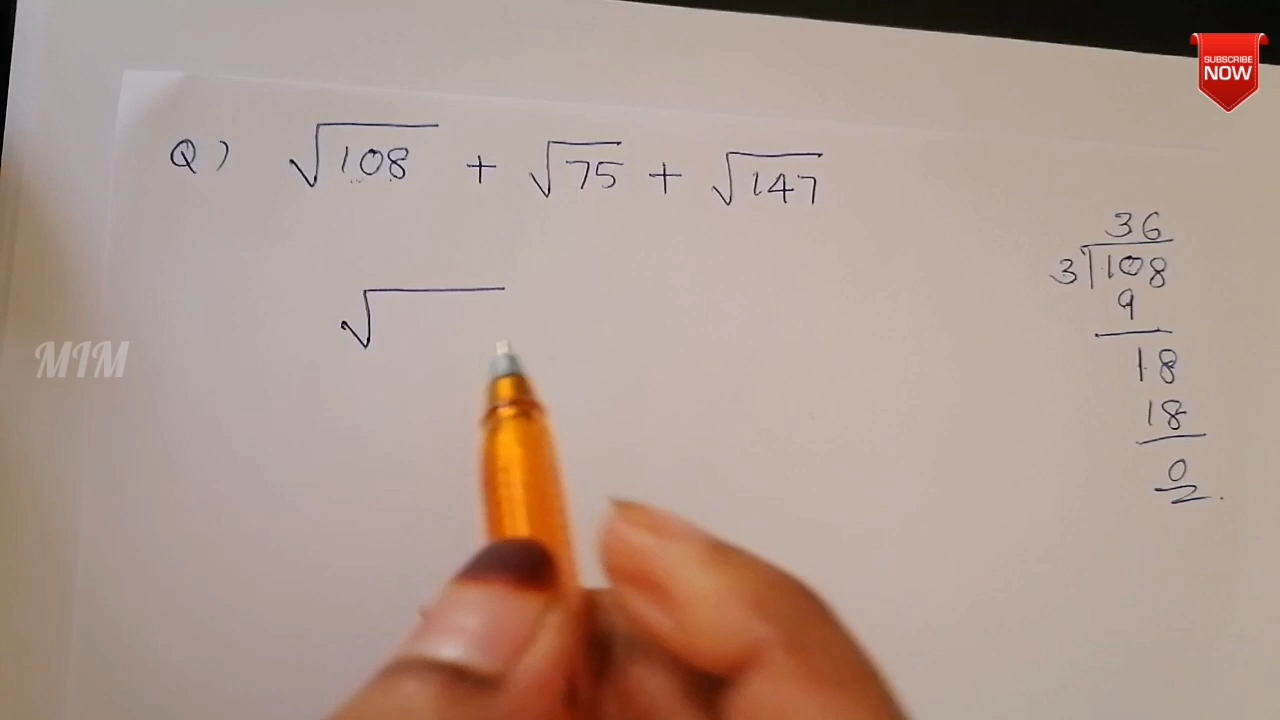 SUBSCRIBE
NOW
Q) √108 + √75 + √147
√
MIM
36
3 108
9
18
18
0